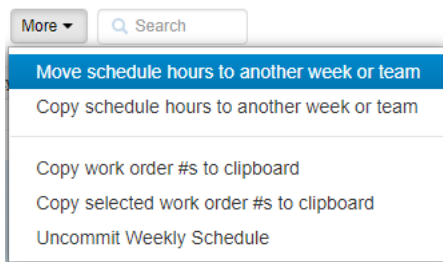 More
Search
Move schedule hours to another week or team
Copy schedule hours to another week or team
Copy work order #s to clipboard
Copy selected work order #s to clipboard
Uncommit Weekly Schedule